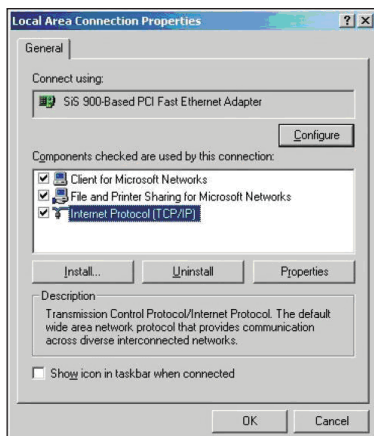 Local Area Connection Properties
General
Connect using:
SiS 900-Based PCI Fast Ethernet Adapter
Configure
Components checked are used by this connection:
Client for Microsoft Networks
File and Printer Sharing for Microsoft Networks
Internet Protocol (TCP/IP)
Install...
Uninstall
Properties
Description
Transmission Control Protocol/Internet Protocol. The default
wide area network protocol that provides communication
across diverse interconnected networks.
Show icon in taskbar when connected
OK
Cancel